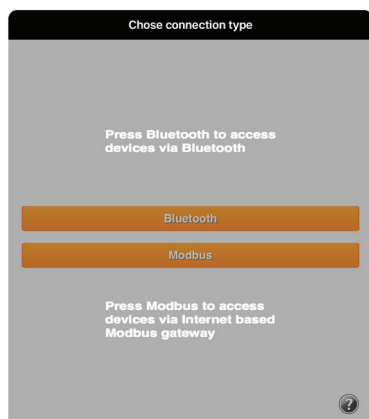 Chose connection type
Press Bluetooth to access
devices via Bluetooth
Bluetooth
Modbus
Press Modbus to access
devices via Internet based
Modbus gateway
?